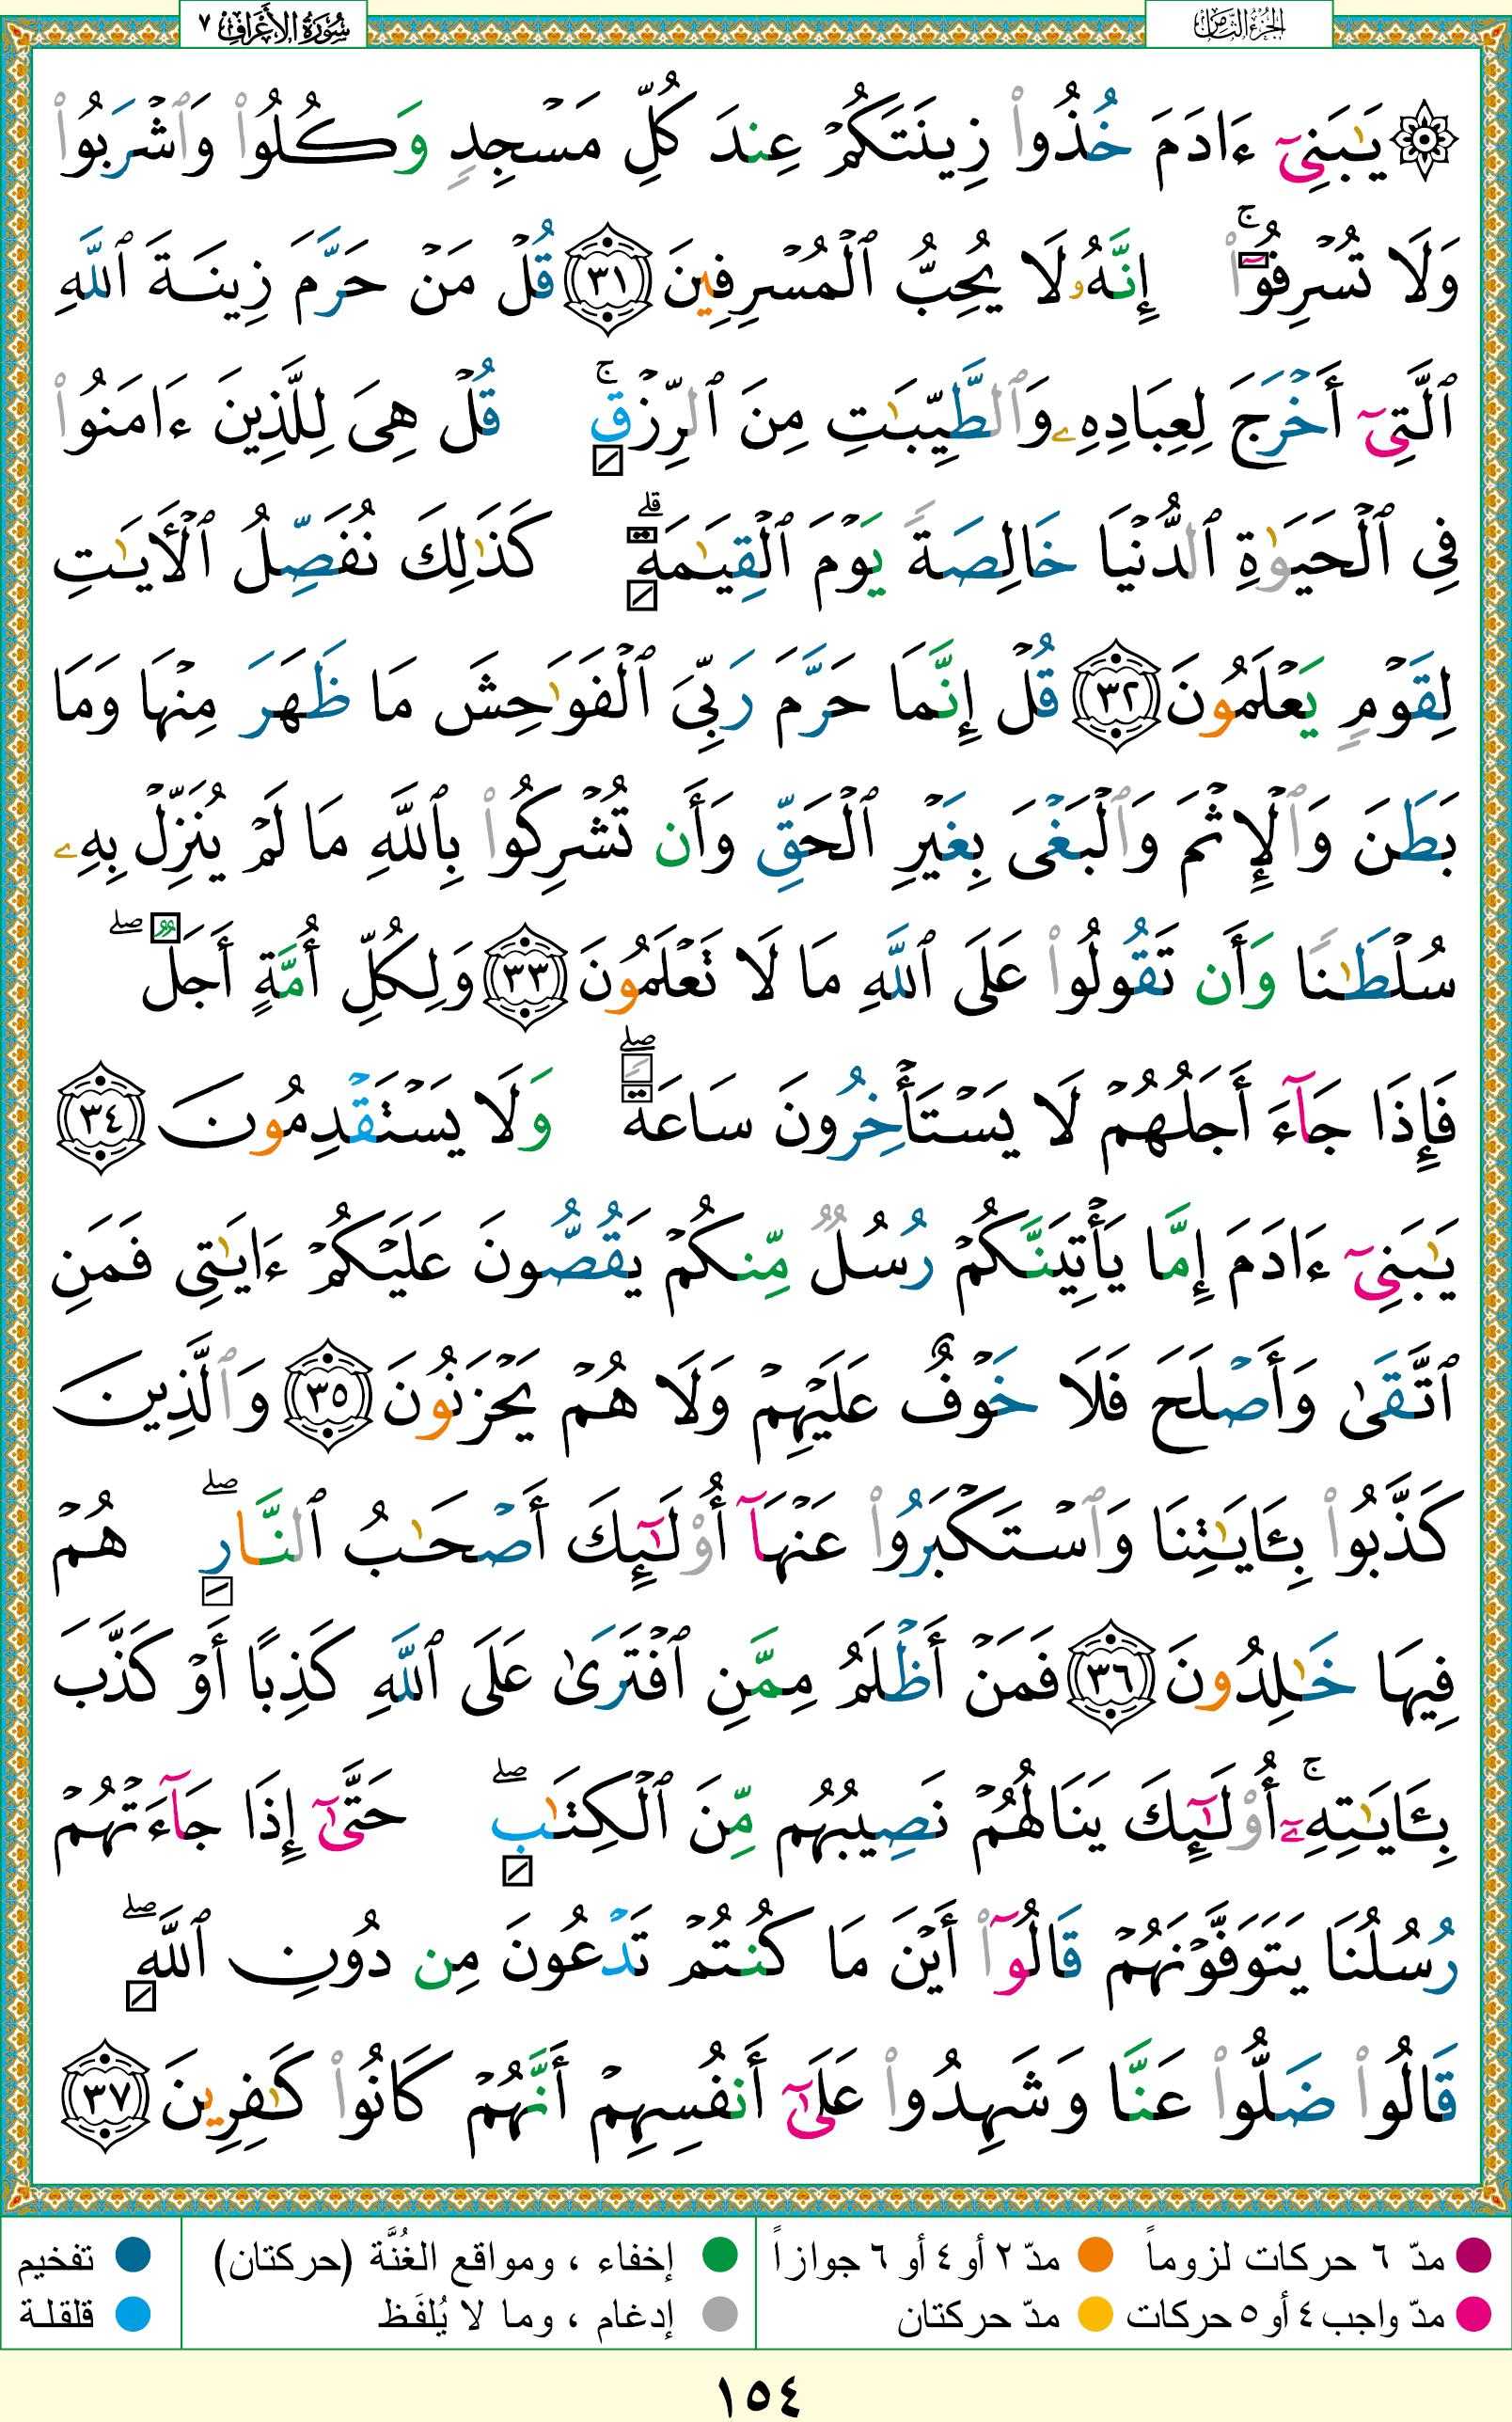 الجزء الثامن
سورة الأعراف ٧
۞ يَٰبَنِىٓ ءَادَمَ خُذُوا۟ زِينَتَكُمْ عِندَ كُلِّ مَسْجِدٍ وَكُلُوا۟ وَٱشْرَبُوا۟
وَلَا تُسْرِفُوٓا۟ ۚ إِنَّهُۥ لَا يُحِبُّ ٱلْمُسْرِفِينَ ٣١ قُلْ مَنْ حَرَّمَ زِينَةَ ٱللَّهِ
ٱلَّتِىٓ أَخْرَجَ لِعِبَادِهِۦ وَٱلطَّيِّبَٰتِ مِنَ ٱلرِّزْقِ ۚ قُلْ هِىَ لِلَّذِينَ ءَامَنُوا۟
فِى ٱلْحَيَوٰةِ ٱلدُّنْيَا خَالِصَةً يَوْمَ ٱلْقِيَٰمَةِ ۗ كَذَٰلِكَ نُفَصِّلُ ٱلْأَيَٰتِ
لِقَوْمٍ يَعْلَمُونَ ٣٢ قُلْ إِنَّمَا حَرَّمَ رَبِّىَ ٱلْفَوَٰحِشَ مَا ظَهَرَ مِنْهَا وَمَا
بَطَنَ وَٱلْإِثْمَ وَٱلْبَغْىَ بِغَيْرِ ٱلْحَقِّ وَأَن تُشْرِكُوا۟ بِٱللَّهِ مَا لَمْ يُنَزِّلْ بِهِۦ
سُلْطَٰنًا وَأَن تَقُولُوا۟ عَلَى ٱللَّهِ مَا لَا تَعْلَمُونَ ٣٣ وَلِكُلِّ أُمَّةٍ أَجَلٌ ۖ
فَإِذَا جَآءَ أَجَلُهُمْ لَا يَسْتَأْخِرُونَ سَاعَةً ۖ وَلَا يَسْتَقْدِمُونَ ٣٤
يَٰبَنِىٓ ءَادَمَ إِمَّا يَأْتِيَنَّكُمْ رُسُلٌ مِّنكُمْ يَقُصُّونَ عَلَيْكُمْ ءَايَٰتِى فَمَنِ
ٱتَّقَىٰ وَأَصْلَحَ فَلَا خَوْفٌ عَلَيْهِمْ وَلَا هُمْ يَحْزَنُونَ ٣٥ وَٱلَّذِينَ
كَذَّبُوا۟ بِـَٔايَٰتِنَا وَٱسْتَكْبَرُوا۟ عَنْهَآ أُو۟لَٰٓئِكَ أَصْحَٰبُ ٱلنَّارِ ۖ هُمْ
فِيهَا خَٰلِدُونَ ٣٦ فَمَنْ أَظْلَمُ مِمَّنِ ٱفْتَرَىٰ عَلَى ٱللَّهِ كَذِبًا أَوْ كَذَّبَ
بِـَٔايَٰتِهِۦٓ ۚ أُو۟لَٰٓئِكَ يَنَالُهُمْ نَصِيبُهُم مِّنَ ٱلْكِتَٰبِ ۖ حَتَّىٰٓ إِذَا جَآءَتْهُمْ
رُسُلُنَا يَتَوَفَّوْنَهُمْ قَالُوٓا۟ أَيْنَ مَا كُنتُمْ تَدْعُونَ مِن دُونِ ٱللَّهِ ۖ
قَالُوا۟ ضَلُّوا۟ عَنَّا وَشَهِدُوا۟ عَلَىٰٓ أَنفُسِهِمْ أَنَّهُمْ كَانُوا۟ كَٰفِرِينَ ٣٧
مدّ ٦ حركات لزوماً مدّ ٢ أو ٤ أو ٦ جوازاً إخفاء ، ومواقع الغُنَّة (حركتان) تفخيم
مدّ واجب ٤ أو ٥ حركات مدّ حركتان إدغام ، وما لا يُلفَظ قلقلة
١٥٤